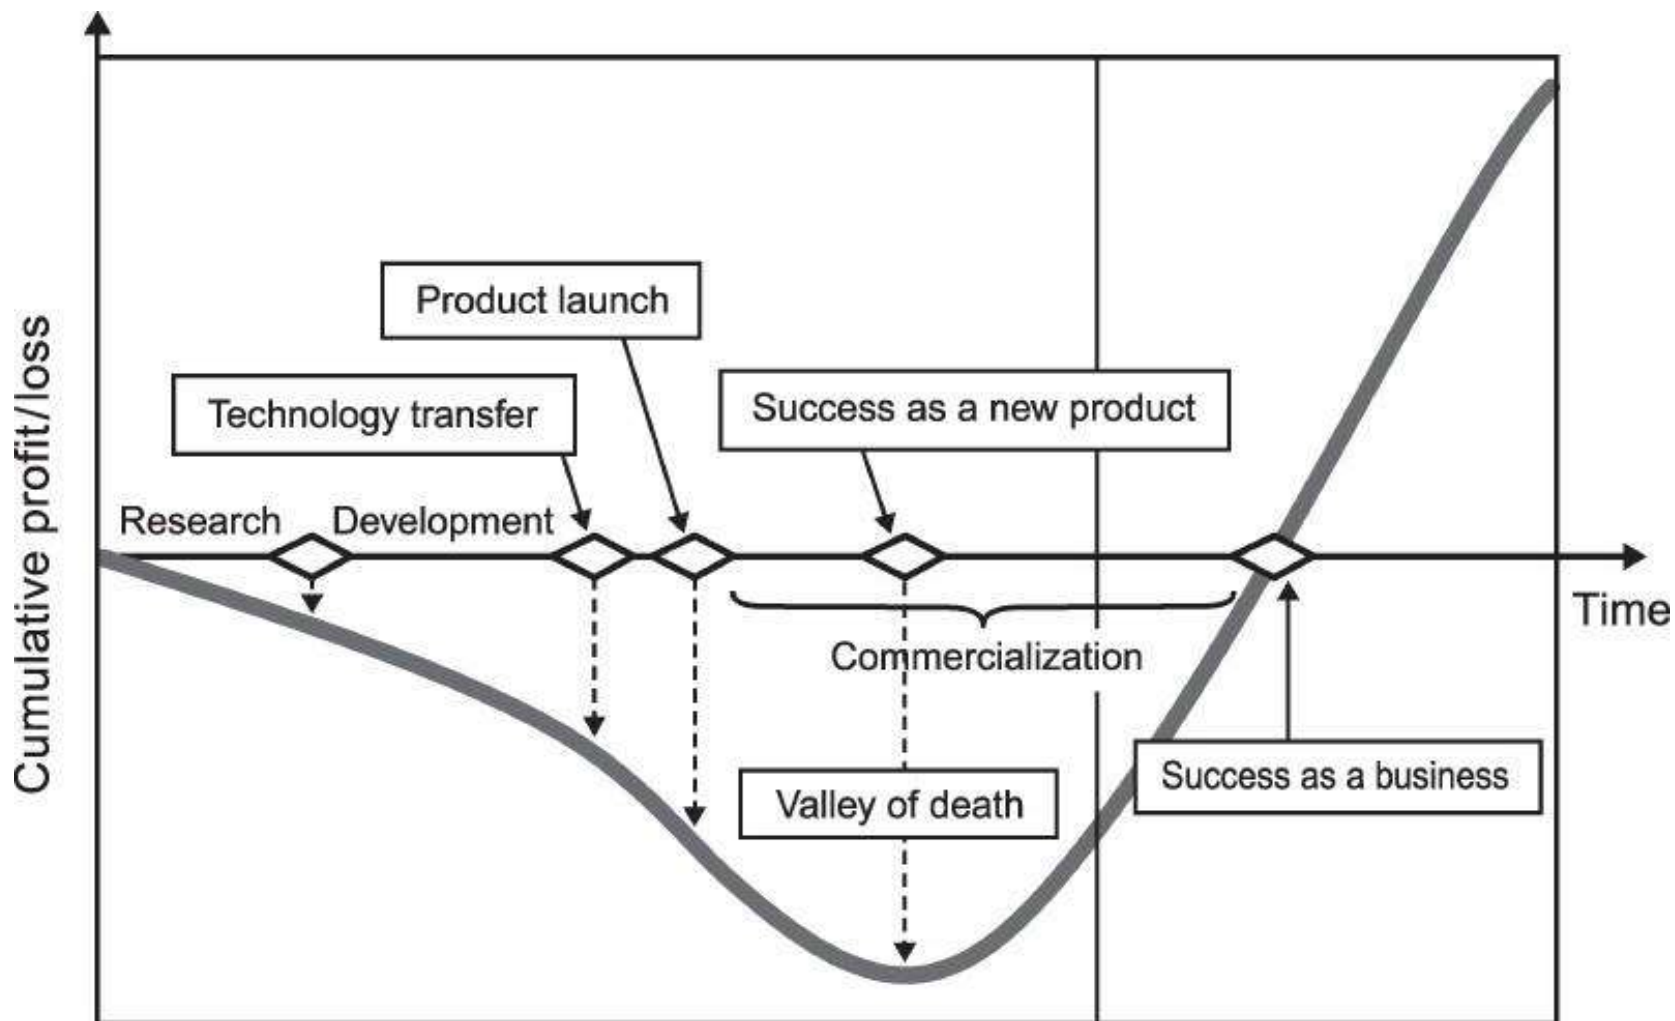 Product launch
Technology transfer
Success as a new product
Research
Development
Time
Commercialization
Valley of death
Success as a business
Cumulative profit/loss